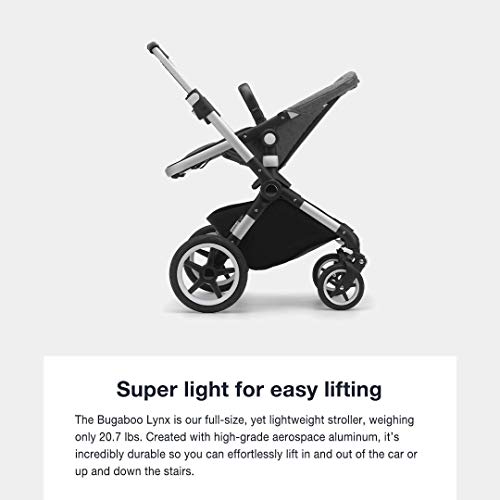 Super light for easy lifting
The Bugaboo Lynx is our full-size, yet lightweight stroller, weighing
only 20.7 lbs. Created with high-grade aerospace aluminum, it's
incredibly durable so you can effortlessly lift in and out of the car or
up and down the stairs.